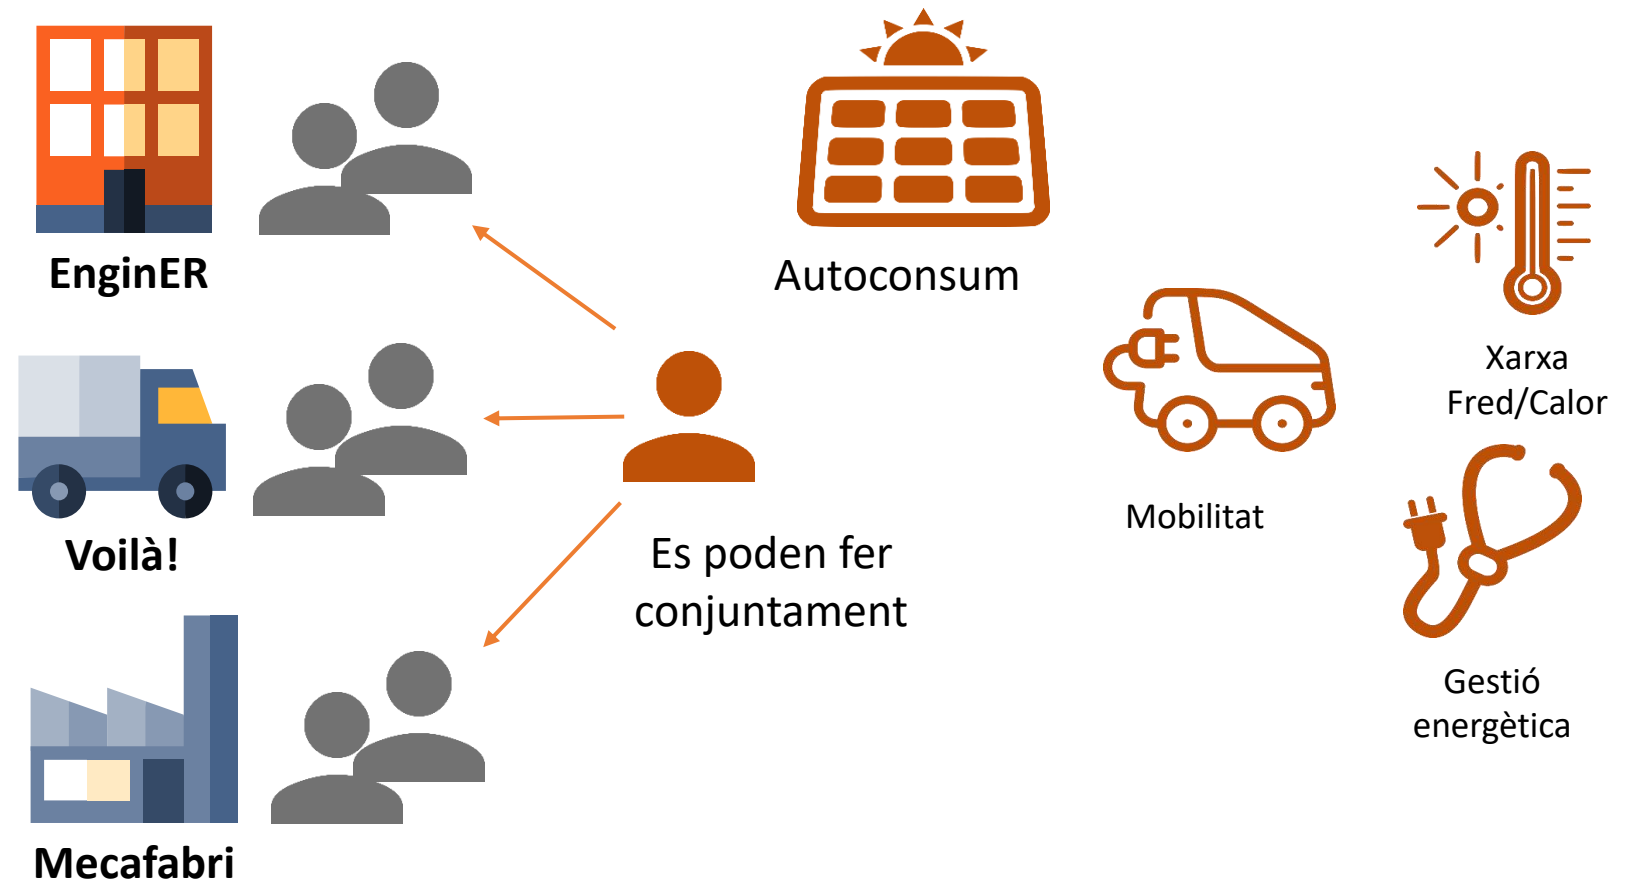 EnginER
Autoconsum
Xarxa
Fred/Calor
Mobilitat
Voilà!
Es poden fer
conjuntament
Gestió
energètica
Mecafabri